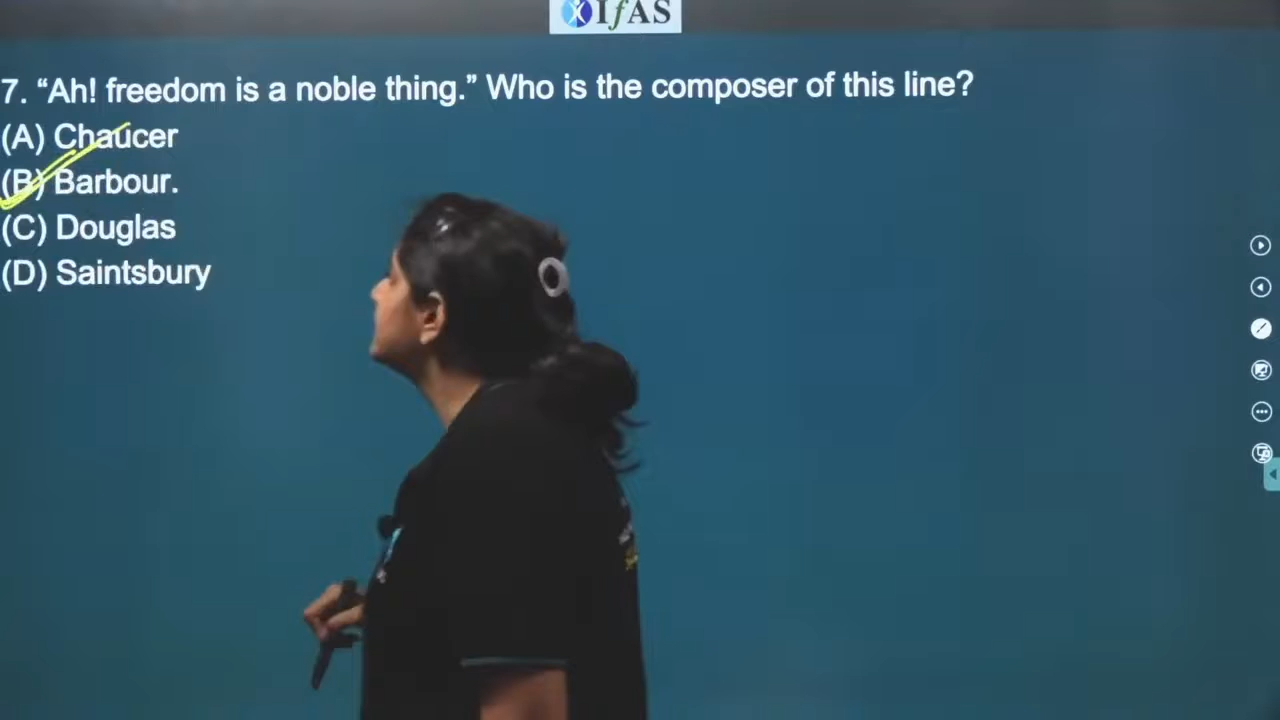 IfAS
7. “Ah! freedom is a noble thing.” Who is the composer of this line?
(A) Chaucer
(B) Barbour.
(C) Douglas
(D) Saintsbury